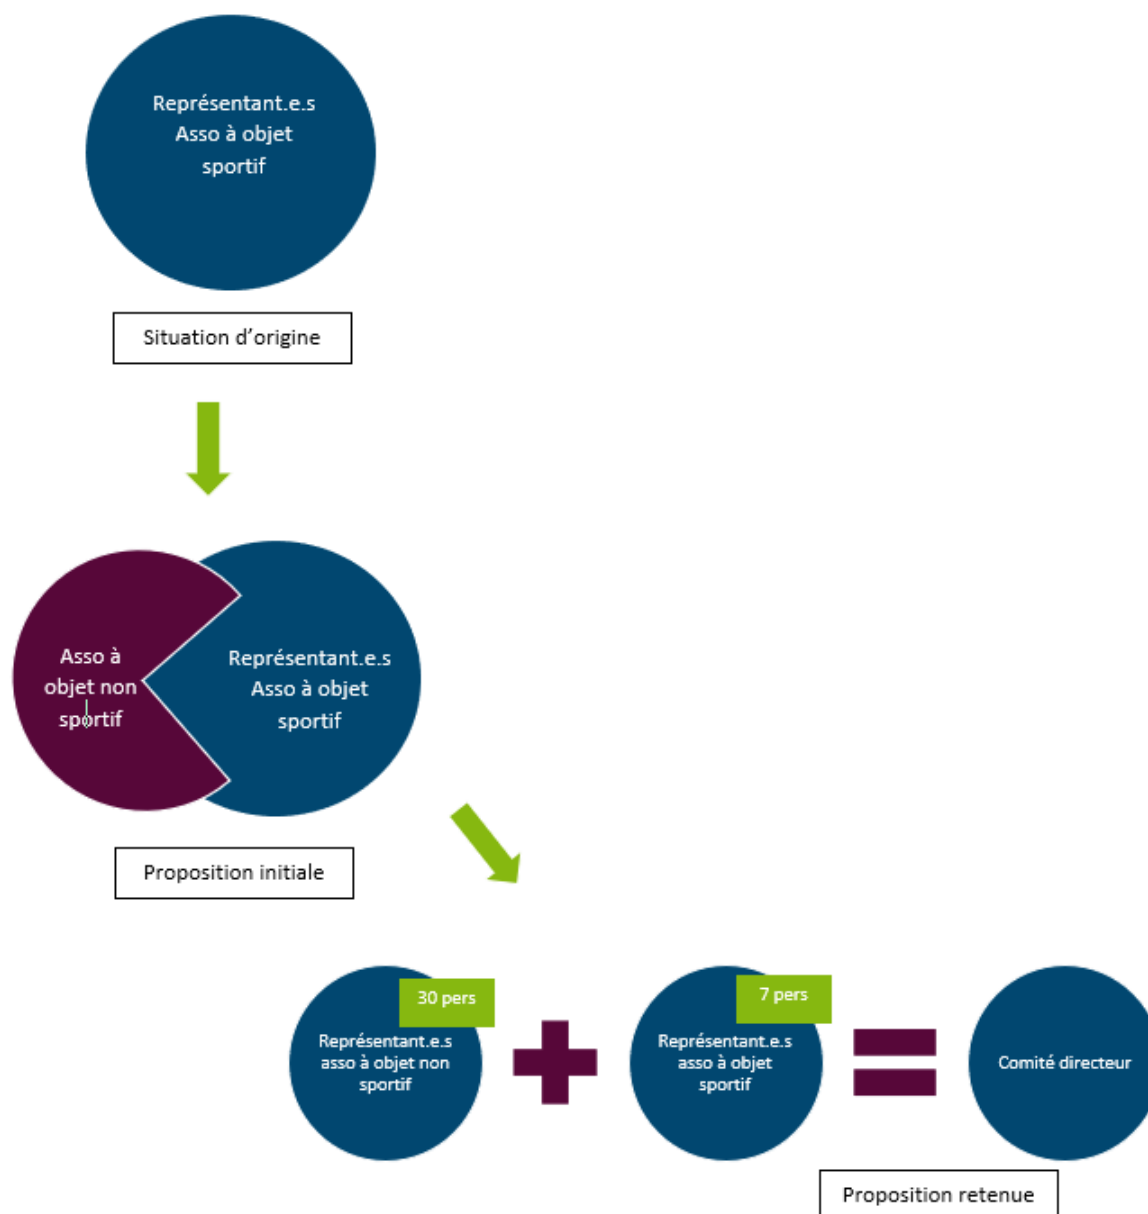 Représentant.e.s
Asso à objet
sportif
Situation d'origine
Asso à
objet non
sportif
Représentant.e.s
Asso à objet
sportif
Proposition initiale
30 pers
Représentant.e.s
asso à objet non
sportif
7 pers
Représentant.e.s
asso à objet
sportif
Comité directeur
Proposition retenue